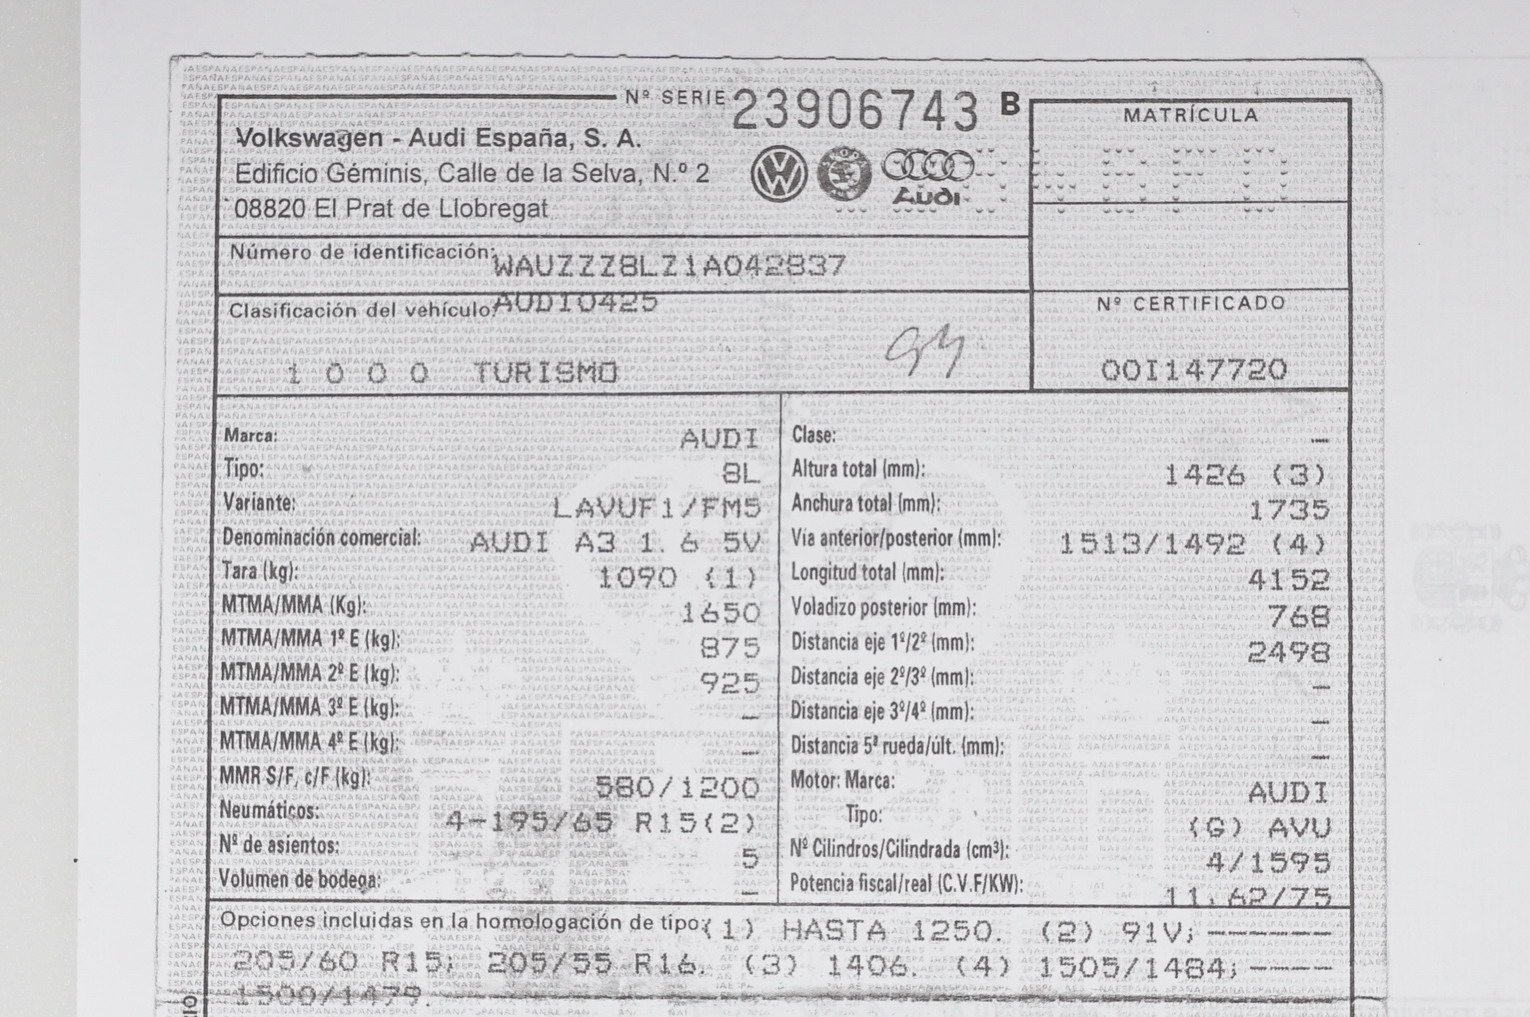 Nº SERIE 23906743 B
Volkswagen - Audi España, S. A.
Edificio Géminis, Calle de la Selva, N.º 2
08820 El Prat de Llobregat
Audi
MATRÍCULA
Número de identificación: WAUZZZ8LZ1A042837
Clasificación del vehículo: AUDI0425
1 0 0 0 TURISMO
Nº CERTIFICADO
00I147720
Marca: AUDI
Tipo: 8L
Variante: LAVUF1/FM5
Denominación comercial: AUDI A3 1. 6 5V
Tara (kg): 1090 (1)
MTMA/MMA (Kg): 1650
MTMA/MMA 1º E (kg): 875
MTMA/MMA 2º E (kg): 925
MTMA/MMA 3º E (kg): –
MTMA/MMA 4º E (kg): –
MMR S/F, c/F (kg): 580/1200
Neumáticos: 4-195/65 R15(2)
Nº de asientos: 5
Volumen de bodega: –
Clase: –
Altura total (mm): 1426 (3)
Anchura total (mm): 1735
Vía anterior/posterior (mm): 1513/1492 (4)
Longitud total (mm): 4152
Voladizo posterior (mm): 768
Distancia eje 1º/2º (mm): 2498
Distancia eje 2º/3º (mm): –
Distancia eje 3º/4º (mm): –
Distancia 5ª rueda/últ. (mm): –
Motor: Marca: AUDI
Tipo: (G) AVU
Nº Cilindros/Cilindrada (cm³): 4/1595
Potencia fiscal/real (C.V.F/KW): 11,62/75
Opciones incluidas en la homologación de tipo: (1) HASTA 1250. (2) 91V; ------
205/60 R15; 205/55 R16. (3) 1406. (4) 1505/1484; ----
1500/1479.